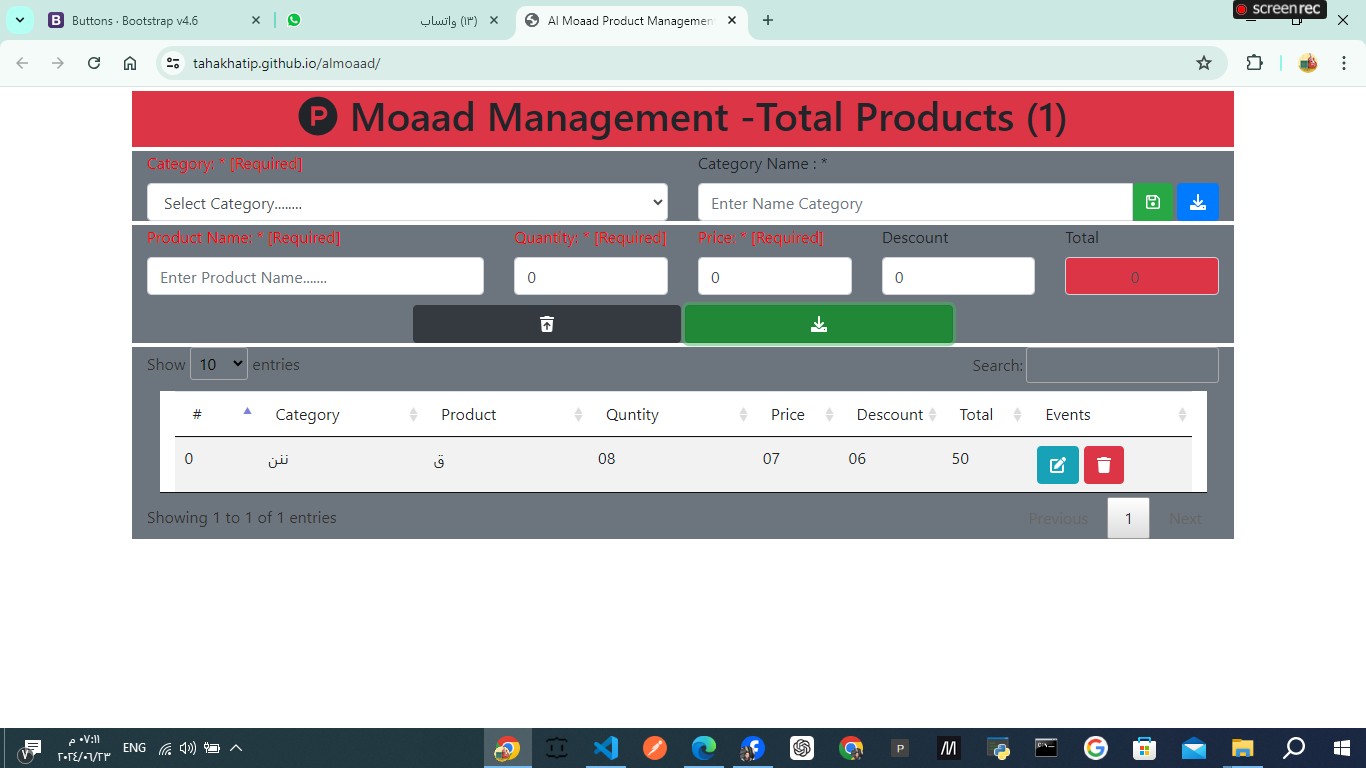 Buttons · Bootstrap v4.6
(١٣) واتساب
Al Moaad Product Management
screenrec
tahakhatip.github.io/almoaad/
P Moaad Management -Total Products (1)
Category: * [Required]
Category Name : *
Select Category........
Enter Name Category
Product Name: * [Required]
Quantity: * [Required]
Price: * [Required]
Descount
Total
Enter Product Name.......
0
0
0
0
Show 10 entries
Search:
# Category Product Quntity Price Descount Total Events
0 ننن ق 08 07 06 50
Showing 1 to 1 of 1 entries
Previous 1 Next
٠٧:١١ م
ENG
٢٠٢٤/٠٦/٢٣